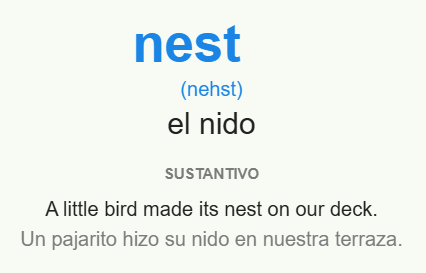 nest
(nehst)
el nido
SUSTANTIVO
A little bird made its nest on our deck.
Un pajarito hizo su nido en nuestra terraza.